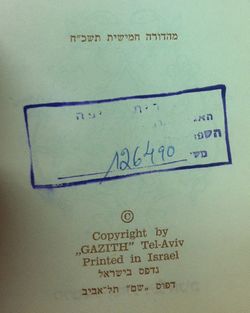 מהדורה חמישית תשכ"ח
126490
©
Copyright by
„GAZITH" Tel-Aviv
Printed in Israel
נדפס בישראל
דפוס „שם" תל־אביב